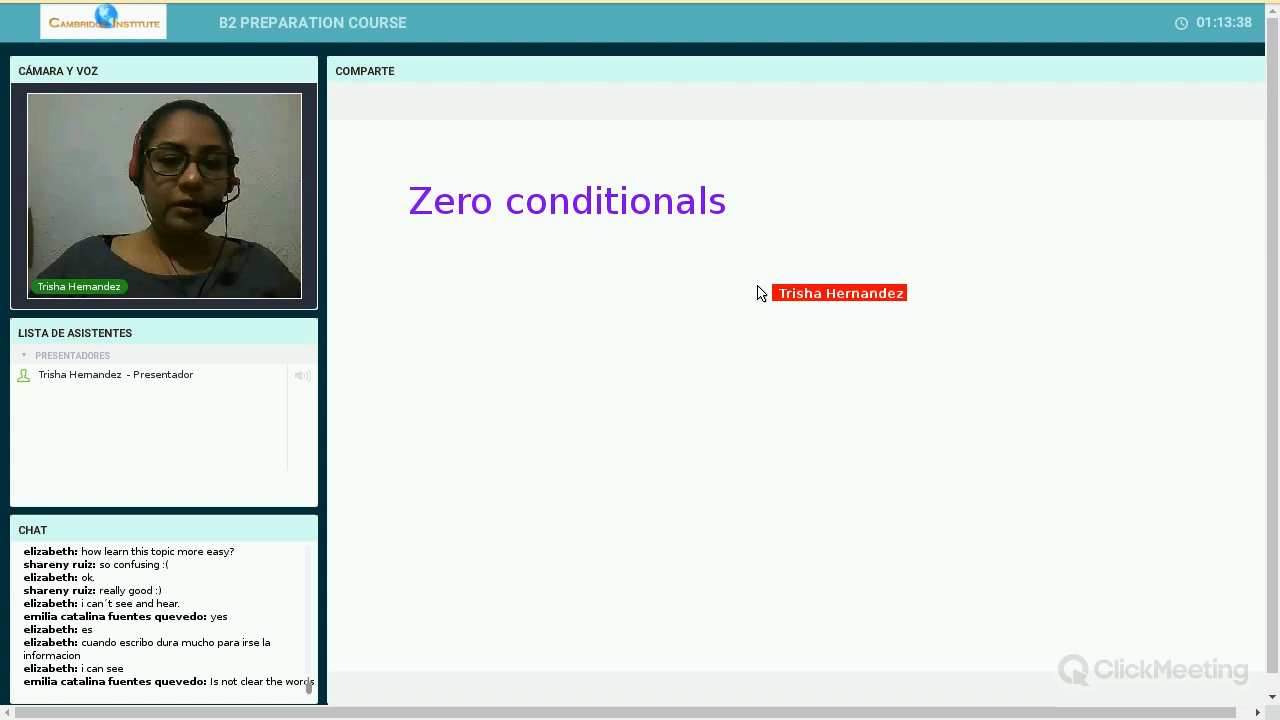 CAMBRIDGE INSTITUTE
B2 PREPARATION COURSE
01:13:38
CÁMARA Y VOZ
Trisha Hernandez
LISTA DE ASISTENTES
PRESENTADORES
Trisha Hernandez - Presentador
CHAT
elizabeth: how learn this topic more easy?
shareny ruiz: so confusing :(
elizabeth: ok.
shareny ruiz: really good :)
elizabeth: i can´t see and hear.
emilia catalina fuentes quevedo: yes
elizabeth: es
elizabeth: cuando escribo dura mucho para irse la
informacion
elizabeth: i can see
emilia catalina fuentes quevedo: Is not clear the words
COMPARTE
Zero conditionals
Trisha Hernandez
ClickMeeting